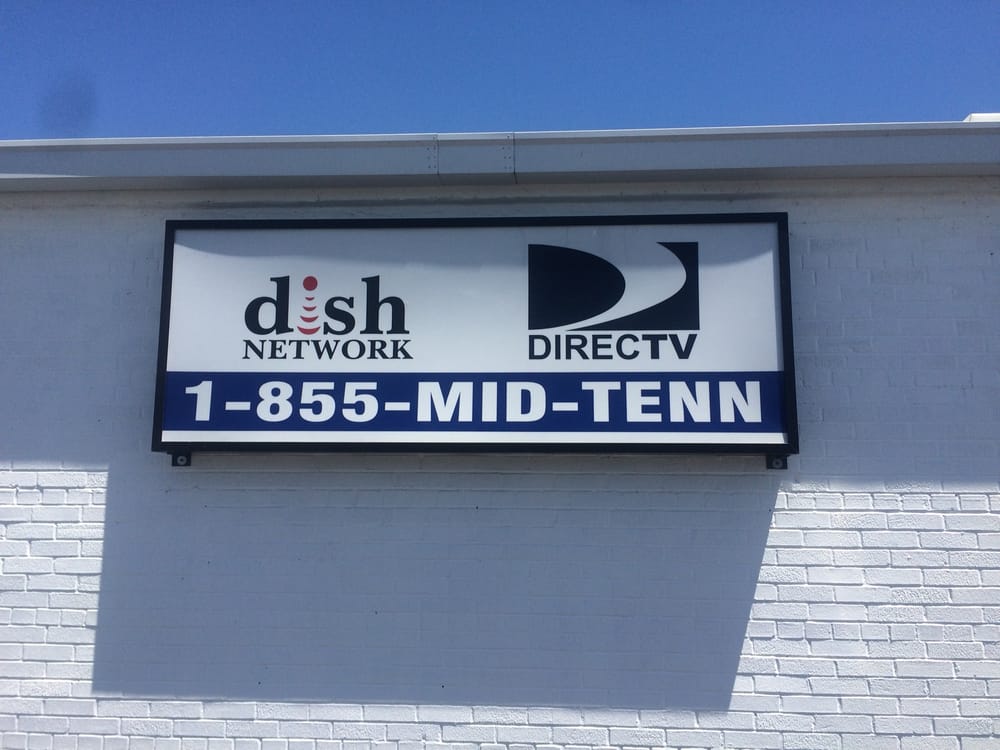 dish
NETWORK
DIRECTV
1-855-MID-TENN